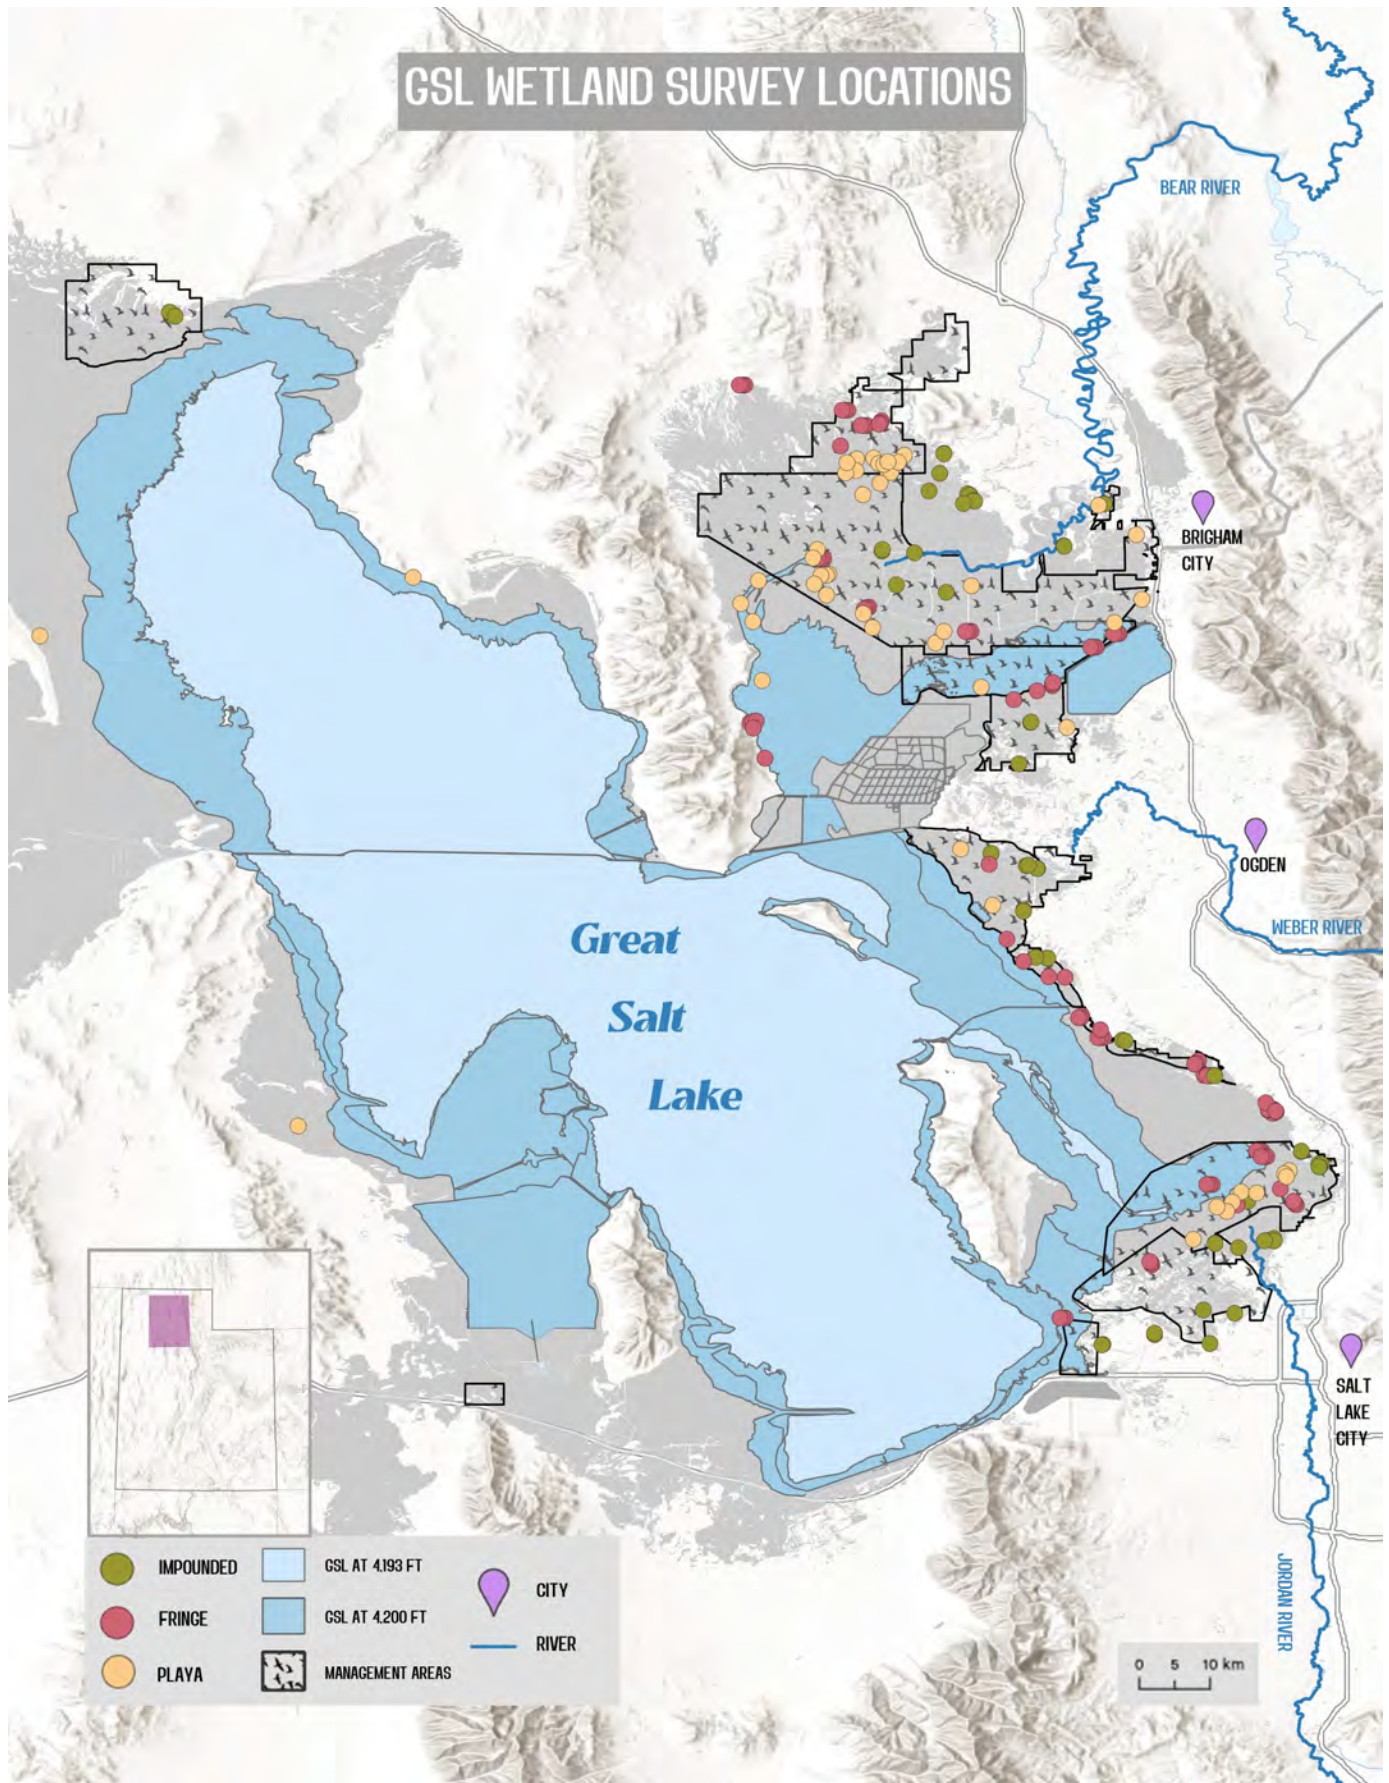 GSL WETLAND SURVEY LOCATIONS
BEAR RIVER
BRIGHAM
CITY
OGDEN
WEBER RIVER
Great
Salt
Lake
SALT
LAKE
CITY
JORDAN RIVER
IMPOUNDED
FRINGE
PLAYA
GSL AT 4,193 FT
GSL AT 4,200 FT
MANAGEMENT AREAS
CITY
RIVER
0 5 10 km